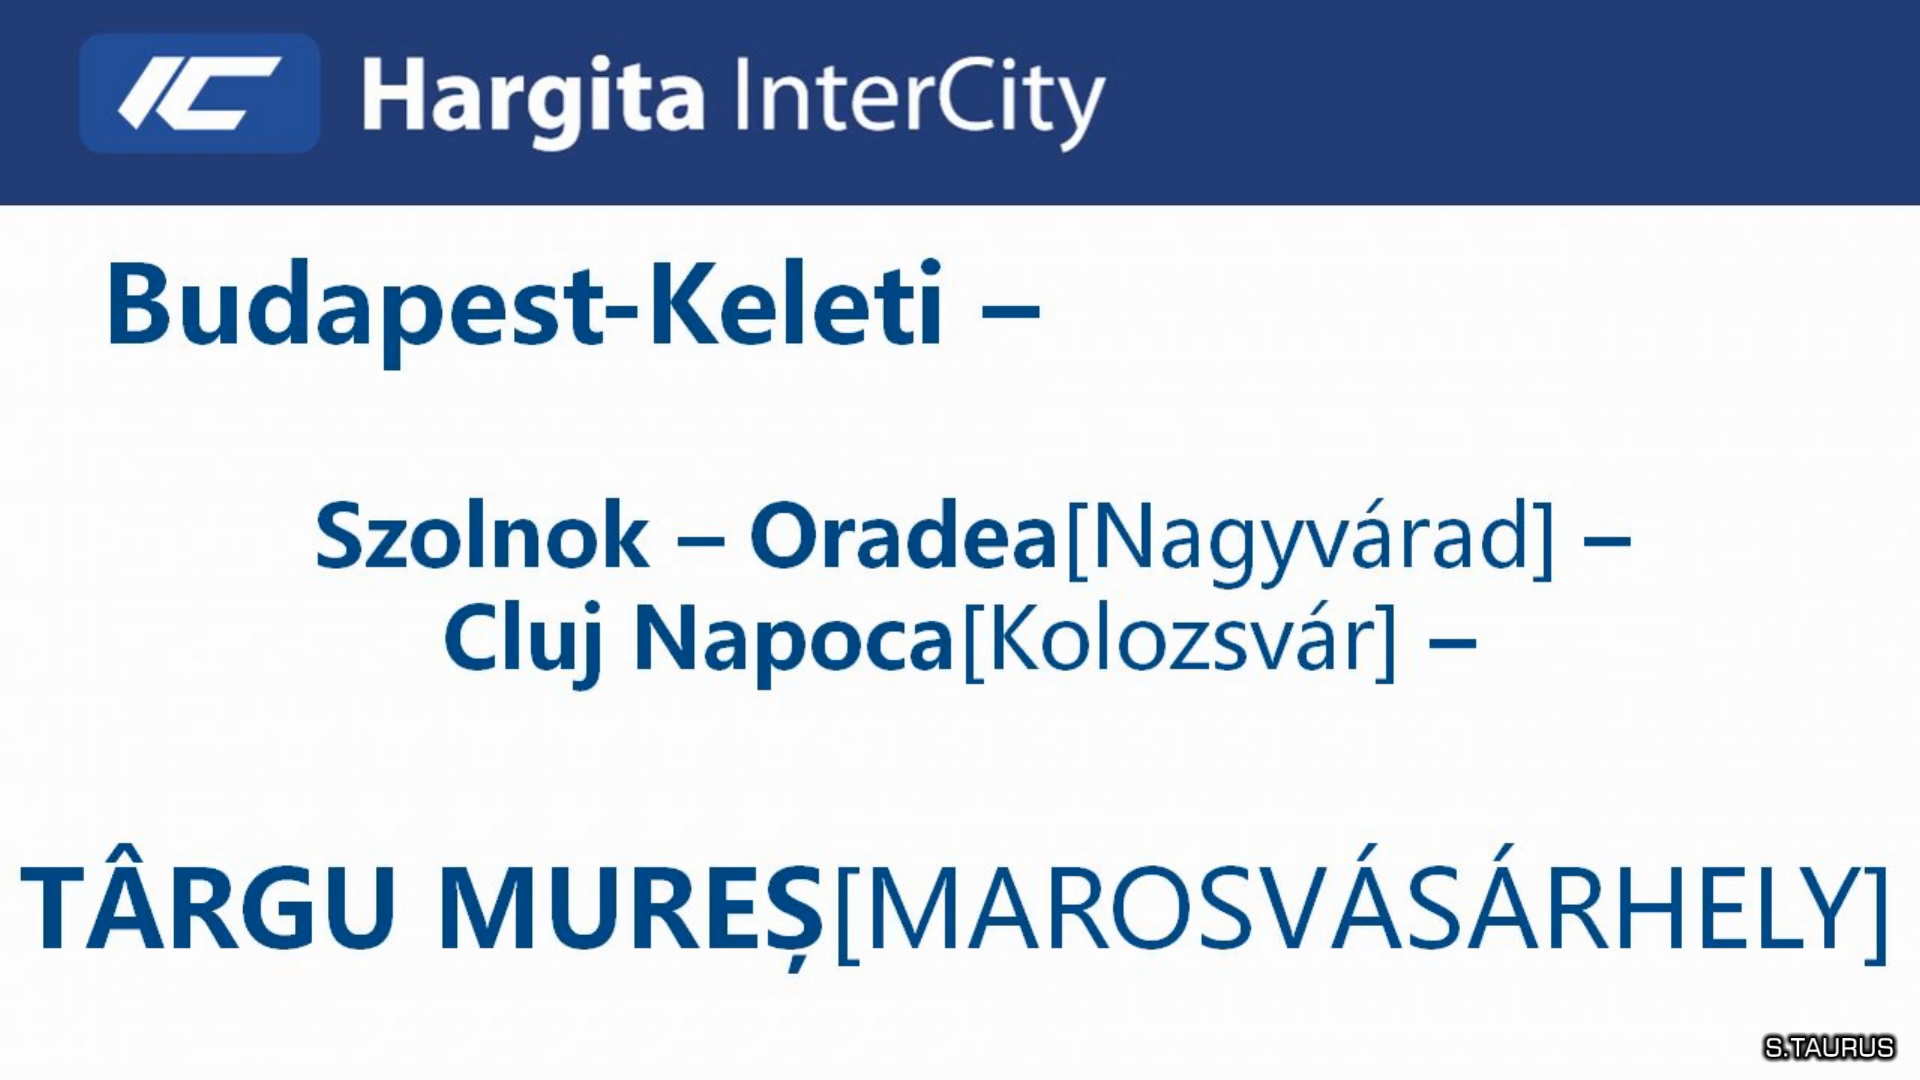 IC Hargita InterCity
Budapest-Keleti –
Szolnok – Oradea[Nagyvárad] –
Cluj Napoca[Kolozsvár] –
TÂRGU MUREȘ[MAROSVÁSÁRHELY]
S.TAURUS